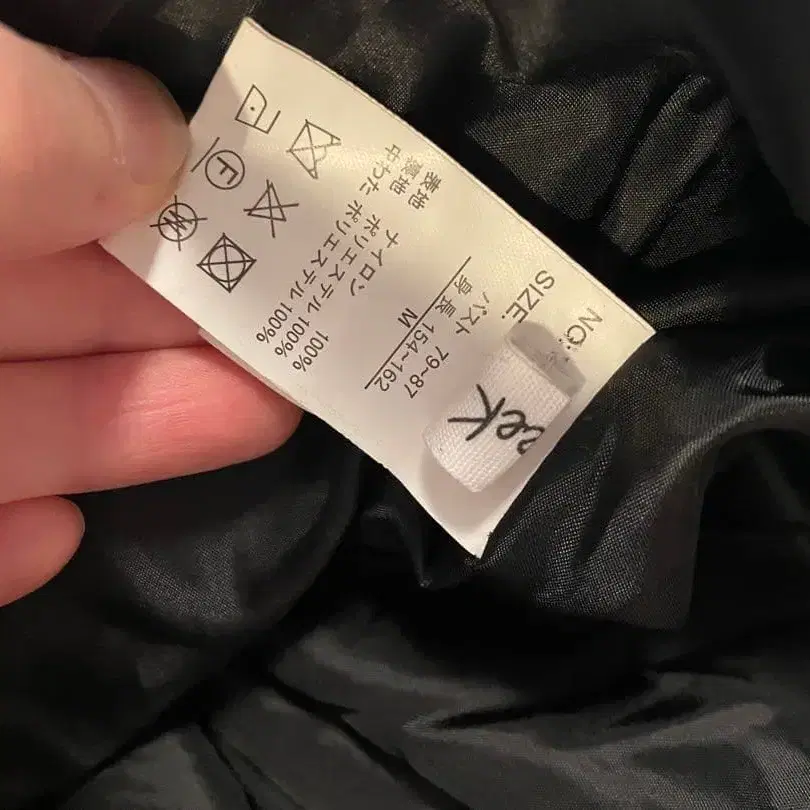 NO:
SIZE:
バスト 79~87
身長 154~162
M
表地 ナイロン 100%
裏地 ポリエステル 100%
中わた ポリエステル 100%
F
W
eek